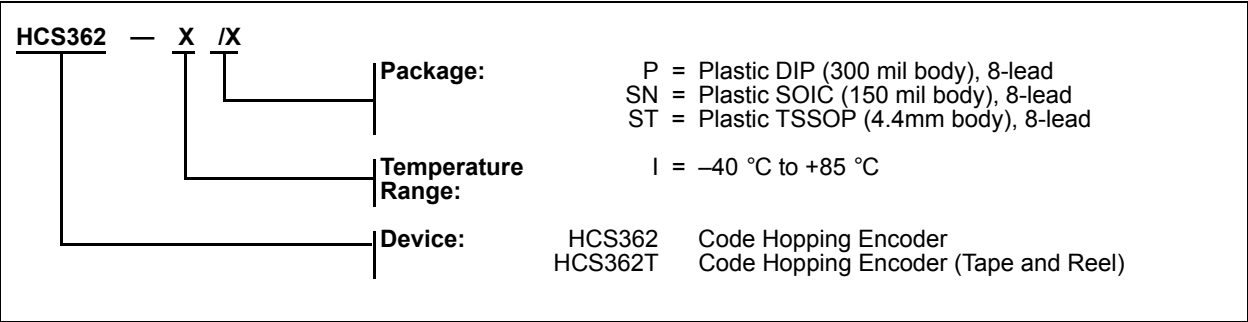 HCS362 — X /X
Package: P = Plastic DIP (300 mil body), 8-lead
SN = Plastic SOIC (150 mil body), 8-lead
ST = Plastic TSSOP (4.4mm body), 8-lead
Temperature I = –40 °C to +85 °C
Range:
Device: HCS362 Code Hopping Encoder
HCS362T Code Hopping Encoder (Tape and Reel)